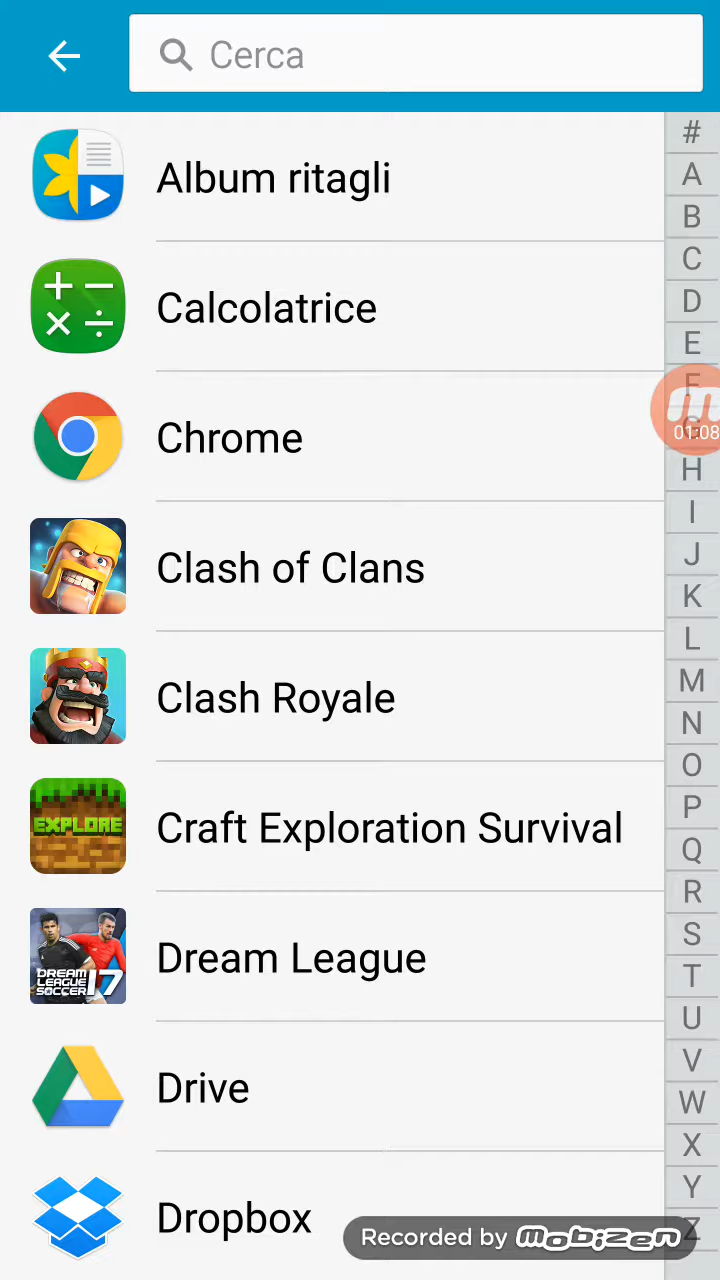 Cerca
Album ritagli
Calcolatrice
Chrome
Clash of Clans
Clash Royale
EXPLORE
Craft Exploration Survival
DREAM
LEAGUE
SOCCER 17
Dream League
Drive
Dropbox
#
A
B
C
D
E
F
G
01:08
H
I
J
K
L
M
N
O
P
Q
R
S
T
U
V
W
X
Y
Z
Recorded by mobizen